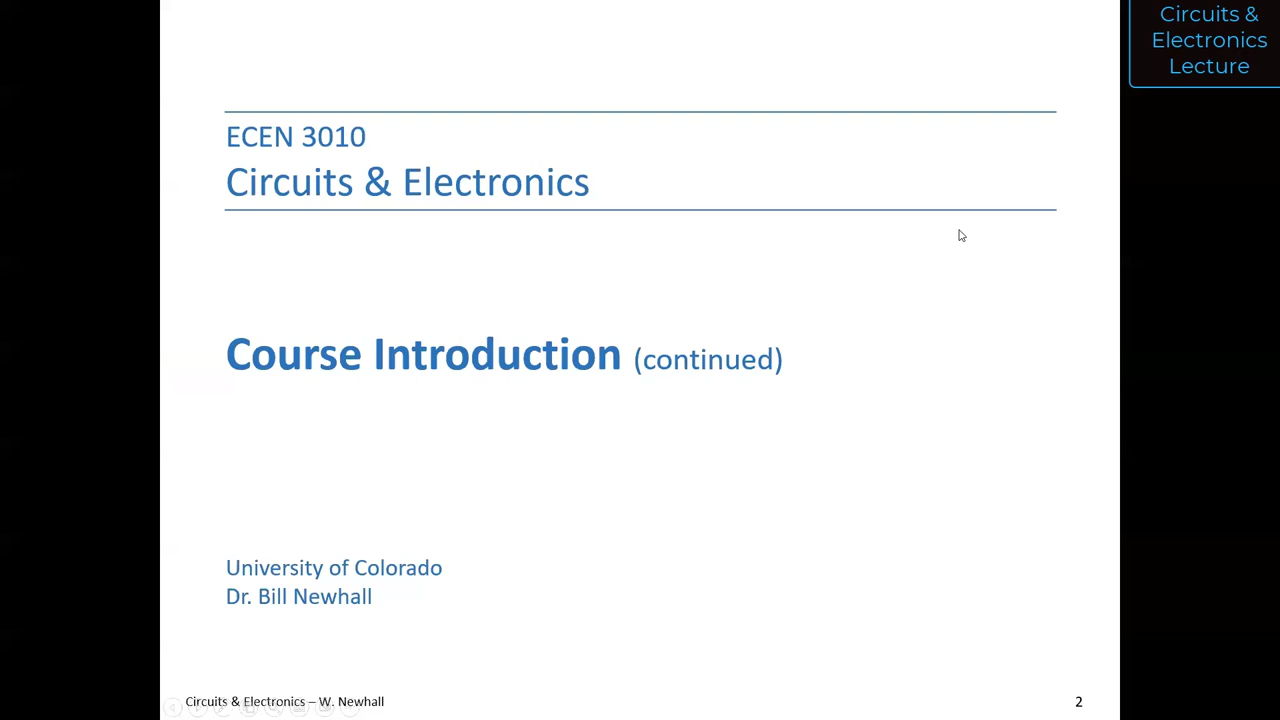 Circuits &
Electronics
Lecture
ECEN 3010
Circuits & Electronics
Course Introduction (continued)
University of Colorado
Dr. Bill Newhall
Circuits & Electronics – W. Newhall
2